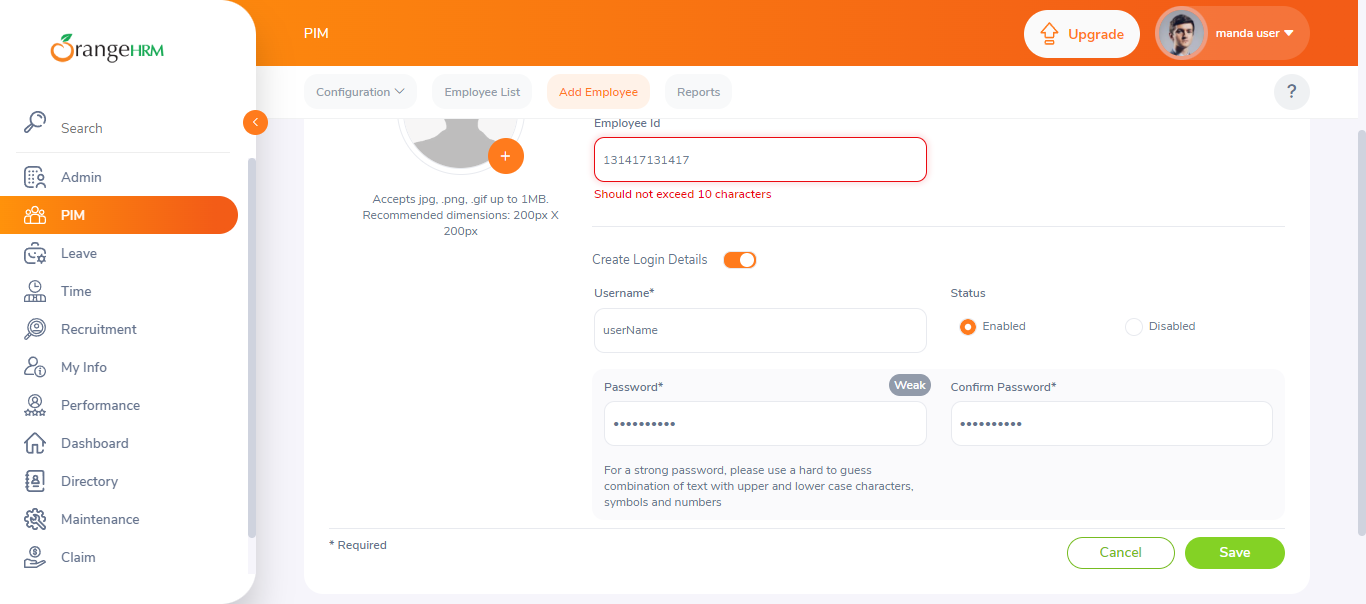 OrangeHRM
PIM
Upgrade
manda user
Configuration
Employee List
Add Employee
Reports
?
Search
Admin
PIM
Leave
Time
Recruitment
My Info
Performance
Dashboard
Directory
Maintenance
Claim
Accepts jpg, .png, .gif up to 1MB.
Recommended dimensions: 200px X
200px
Employee Id
131417131417
Should not exceed 10 characters
Create Login Details
Username*
userName
Status
Enabled
Disabled
Password*
Weak
••••••••••
Confirm Password*
••••••••••
For a strong password, please use a hard to guess
combination of text with upper and lower case characters,
symbols and numbers
* Required
Cancel
Save